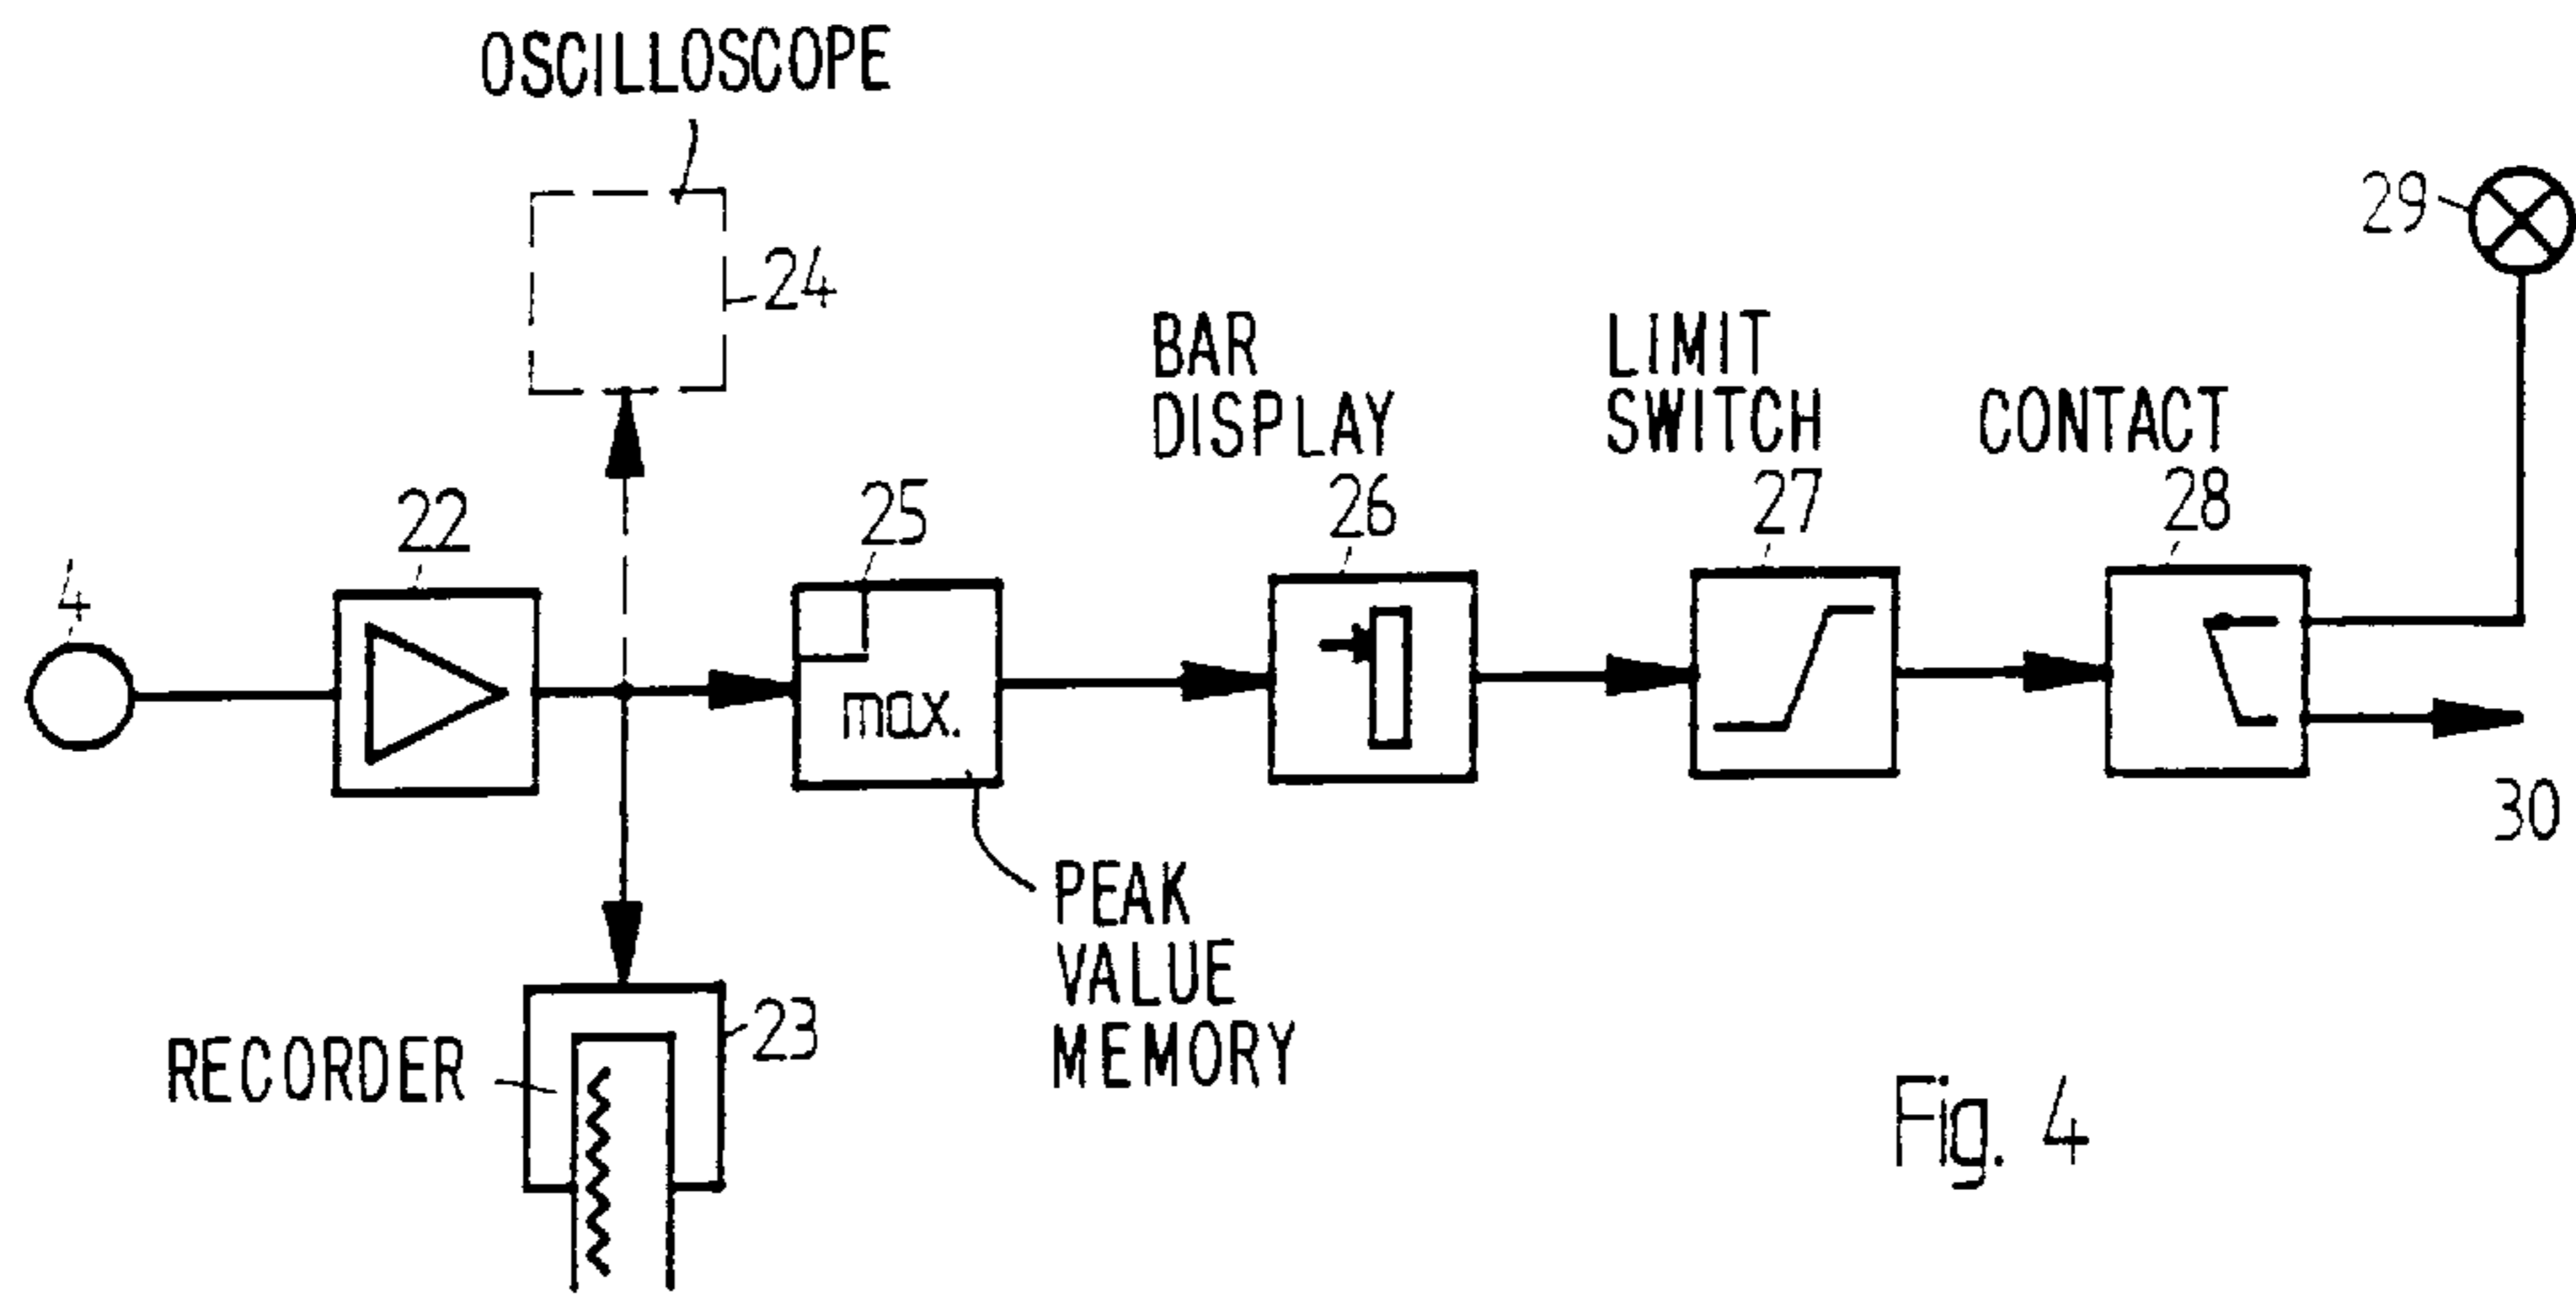 OSCILLOSCOPE
24
29
BAR
DISPLAY
26
LIMIT
SWITCH
27
CONTACT
28
4
22
25
max.
30
PEAK
VALUE
MEMORY
RECORDER
23
Fig. 4